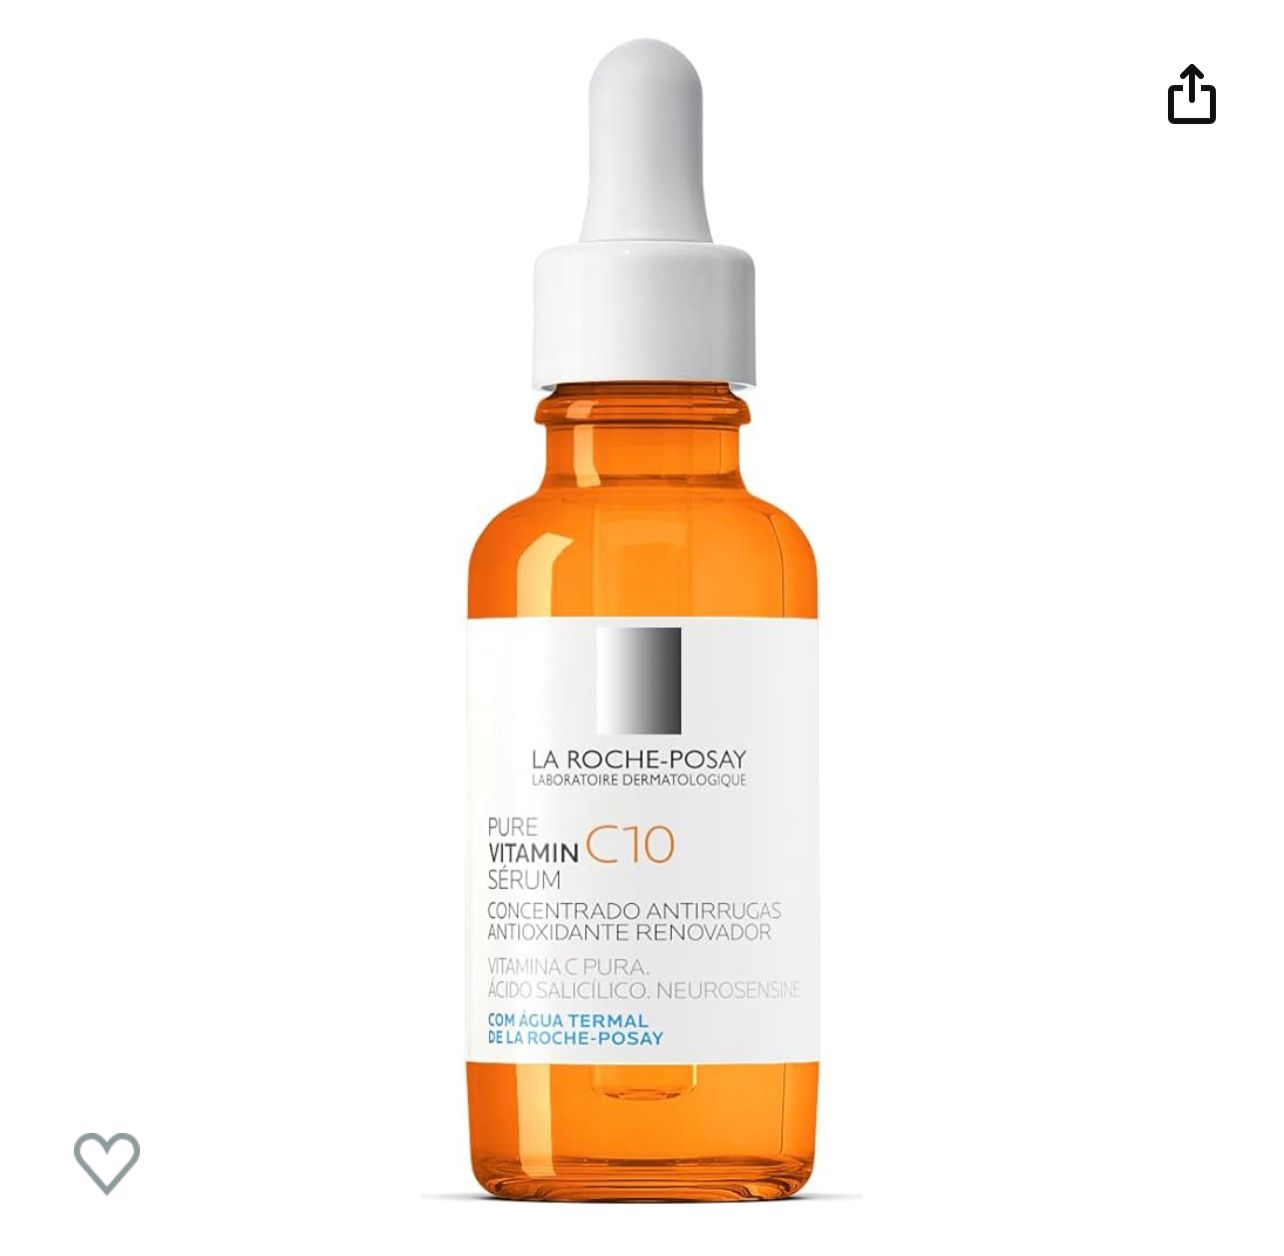 LA ROCHE-POSAY
LABORATOIRE DERMATOLOGIQUE
PURE
VITAMIN C10
SÉRUM
CONCENTRADO ANTIRRUGAS
ANTIOXIDANTE RENOVADOR
VITAMINA C PURA.
ÁCIDO SALICÍLICO. NEUROSENSINE
COM ÁGUA TERMAL
DE LA ROCHE-POSAY